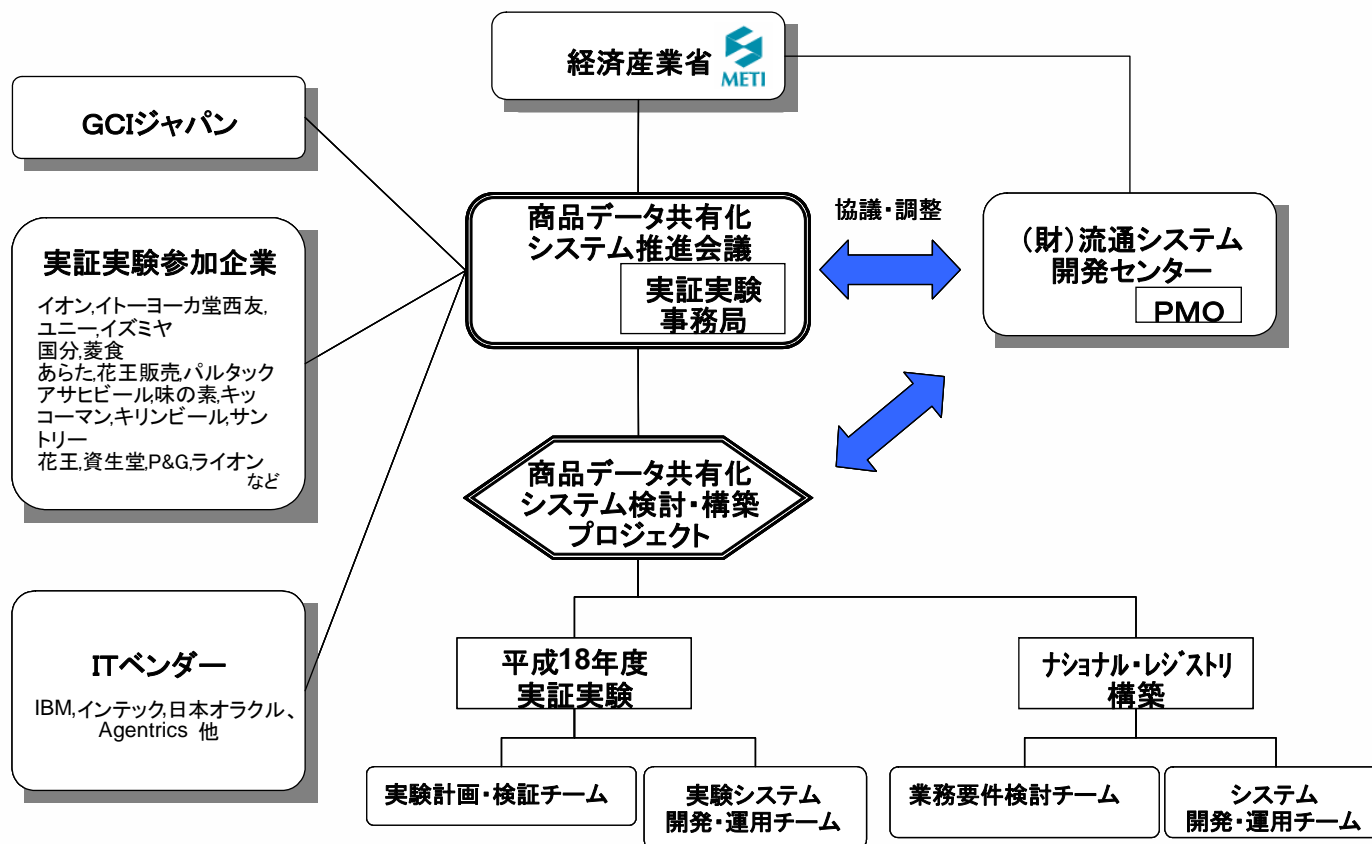 経済産業省
METI
GCIジャパン
商品データ共有化
システム推進会議
実証実験
事務局
協議・調整
（財）流通システム
開発センター
PMO
実証実験参加企業
イオン,イトーヨーカ堂西友,
ユニー,イズミヤ
国分,菱食
あらた,花王販売,パルタック
アサヒビール,味の素,キッ
コーマン,キリンビール,サン
トリー
花王,資生堂,P&G,ライオン
など
商品データ共有化
システム検討・構築
プロジェクト
ITベンダー
IBM,インテック,日本オラクル、
Agentrics 他
平成18年度
実証実験
ﾅｼｮﾅﾙ・ﾚｼﾞｽﾄﾘ
構築
実験計画・検証チーム
実験システム
開発・運用チーム
業務要件検討チーム
システム
開発・運用チーム